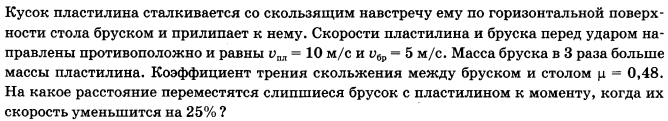 Кусок пластилина сталкивается со скользящим навстречу ему по горизонтальной поверх-
ности стола бруском и прилипает к нему. Скорости пластилина и бруска перед ударом на-
правлены противоположно и равны υпл = 10 м/с и υбр = 5 м/с. Масса бруска в 3 раза больше
массы пластилина. Коэффициент трения скольжения между бруском и столом μ = 0,48.
На какое расстояние переместятся слипшиеся брусок с пластилином к моменту, когда их
скорость уменьшится на 25%?